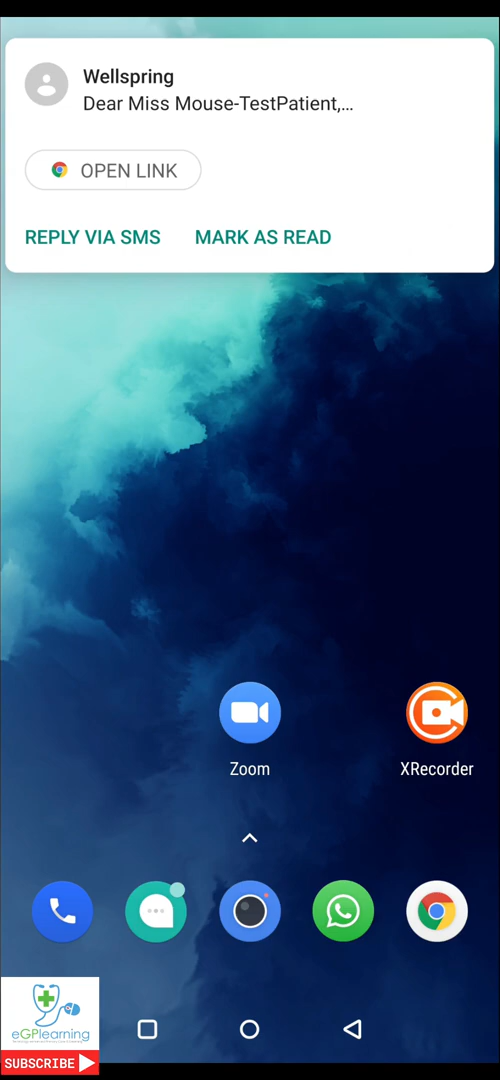 Wellspring
Dear Miss Mouse-TestPatient,...
OPEN LINK
REPLY VIA SMS
MARK AS READ
Zoom
XRecorder
eGPlearning
SUBSCRIBE